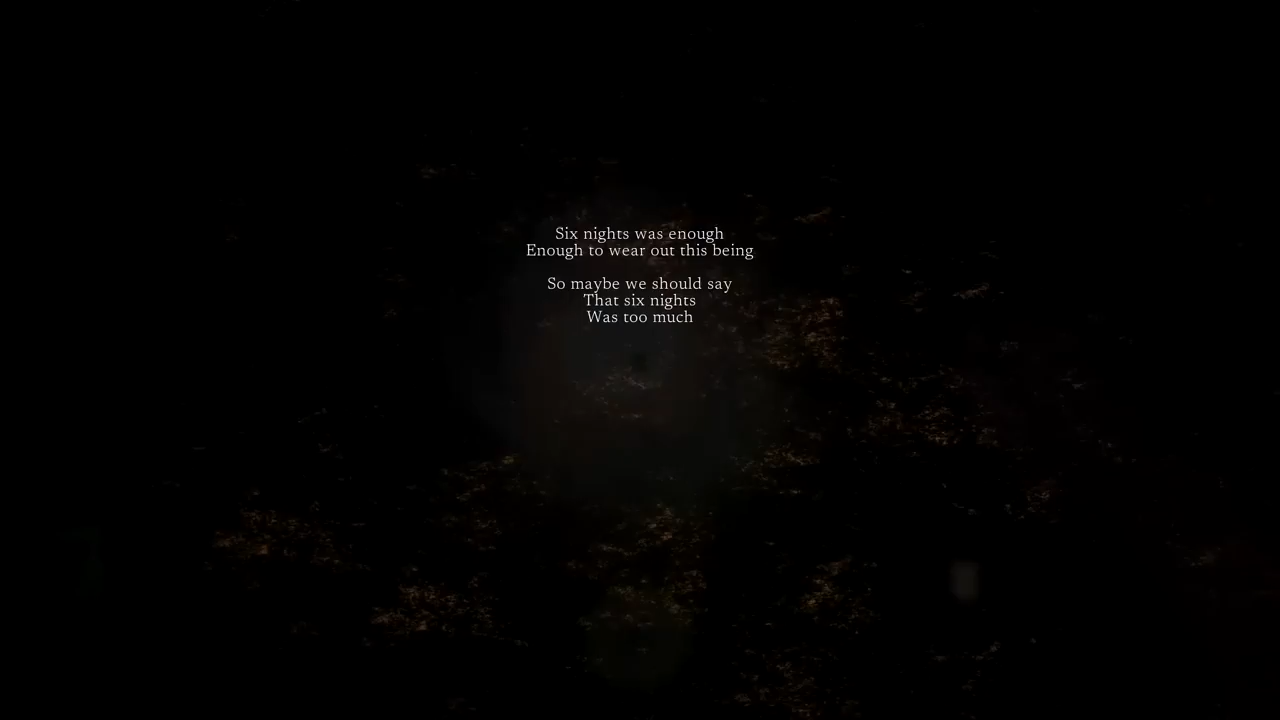 Six nights was enough
Enough to wear out this being
So maybe we should say
That six nights
Was too much